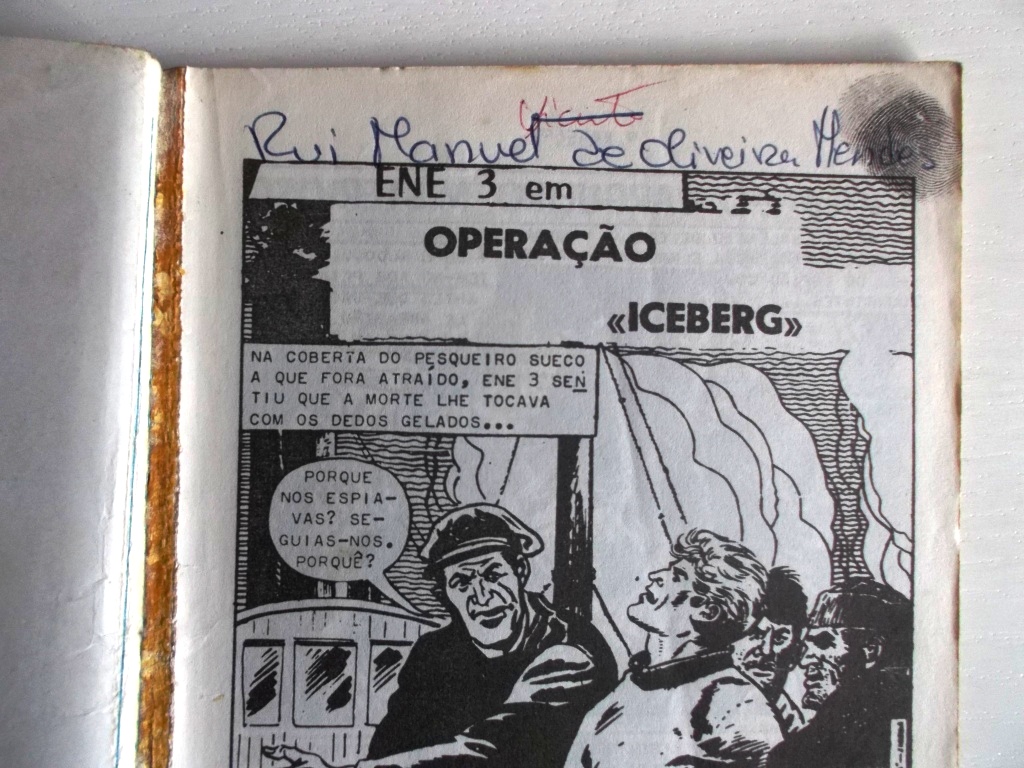 Vicent
Rui Manuel de Oliveira Mendes
ENE 3 em
OPERAÇÃO
«ICEBERG»
NA COBERTA DO PESQUEIRO SUECO
A QUE FORA ATRAÍDO, ENE 3 SEN
TIU QUE A MORTE LHE TOCAVA
COM OS DEDOS GELADOS...
PORQUE
NOS ESPIA-
VAS? SE-
GUIAS-NOS.
PORQUÊ?